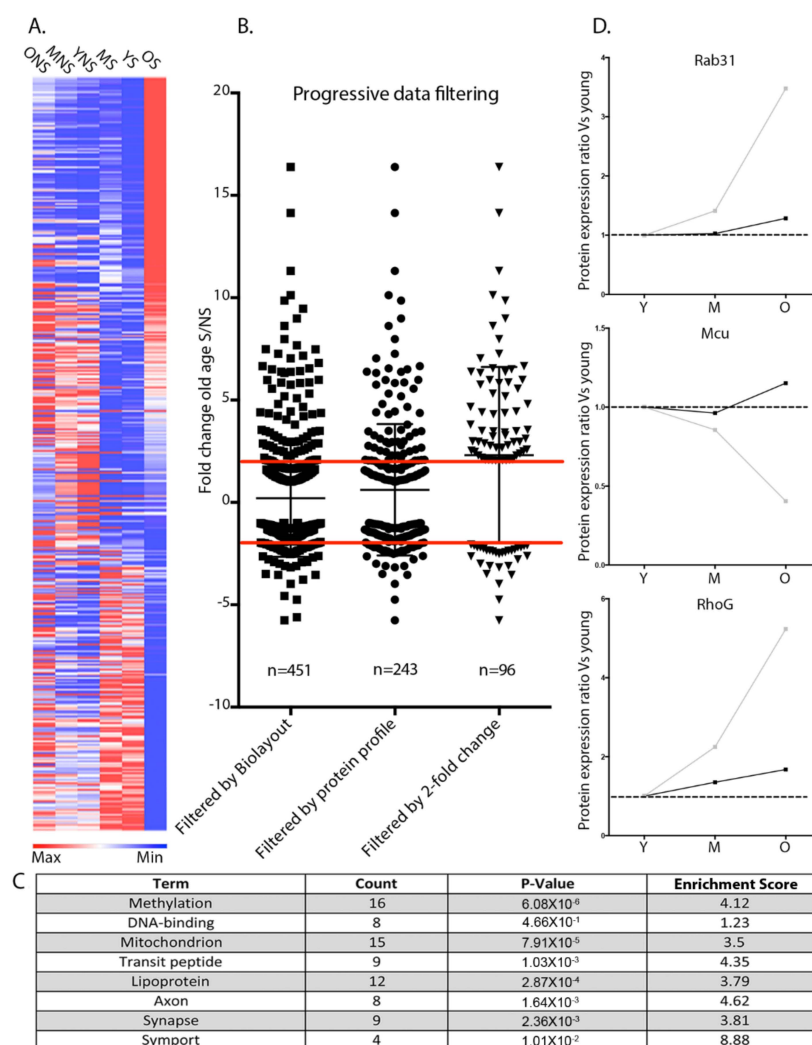 A.
ONS MNS YNS MS YS OS
Max Min
B.
Progressive data filtering
Fold change old age S/NS
20
15
10
5
0
-5
-10
n=451 n=243 n=96
Filtered by Biolayout
Filtered by protein profile
Filtered by 2-fold change
D.
Rab31
Protein expression ratio Vs young
4
3
2
1
0
Y M O
Mcu
Protein expression ratio Vs young
1.5
1.0
0.5
0.0
Y M O
RhoG
Protein expression ratio Vs young
6
4
2
0
Y M O
C
Term Count P-Value Enrichment Score
Methylation 16 6.08X10⁻⁶ 4.12
DNA-binding 8 4.66X10⁻¹ 1.23
Mitochondrion 15 7.91X10⁻⁵ 3.5
Transit peptide 9 1.03X10⁻³ 4.35
Lipoprotein 12 2.87X10⁻⁴ 3.79
Axon 8 1.64X10⁻³ 4.62
Synapse 9 2.36X10⁻³ 3.81
Symport 4 1.01X10⁻² 8.88